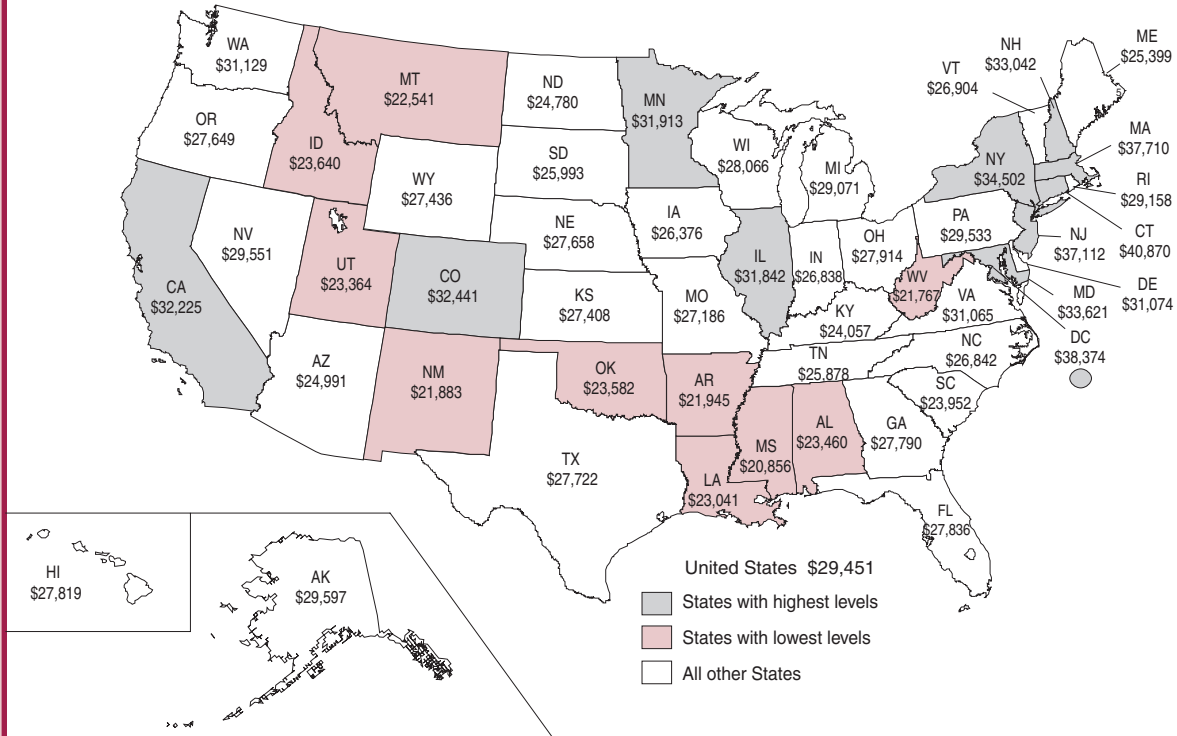 WA
$31,129
OR
$27,649
CA
$32,225
NV
$29,551
ID
$23,640
MT
$22,541
WY
$27,436
UT
$23,364
CO
$32,441
AZ
$24,991
NM
$21,883
ND
$24,780
SD
$25,993
NE
$27,658
KS
$27,408
OK
$23,582
TX
$27,722
MN
$31,913
IA
$26,376
MO
$27,186
AR
$21,945
LA
$23,041
WI
$28,066
IL
$31,842
MI
$29,071
IN
$26,838
OH
$27,914
KY
$24,057
TN
$25,878
MS
$20,856
AL
$23,460
GA
$27,790
FL
$27,836
SC
$23,952
NC
$26,842
VA
$31,065
WV
$21,767
PA
$29,533
NY
$34,502
VT
$26,904
NH
$33,042
ME
$25,399
MA
$37,710
RI
$29,158
CT
$40,870
NJ
$37,112
DE
$31,074
MD
$33,621
DC
$38,374
HI
$27,819
AK
$29,597
United States $29,451
States with highest levels
States with lowest levels
All other States